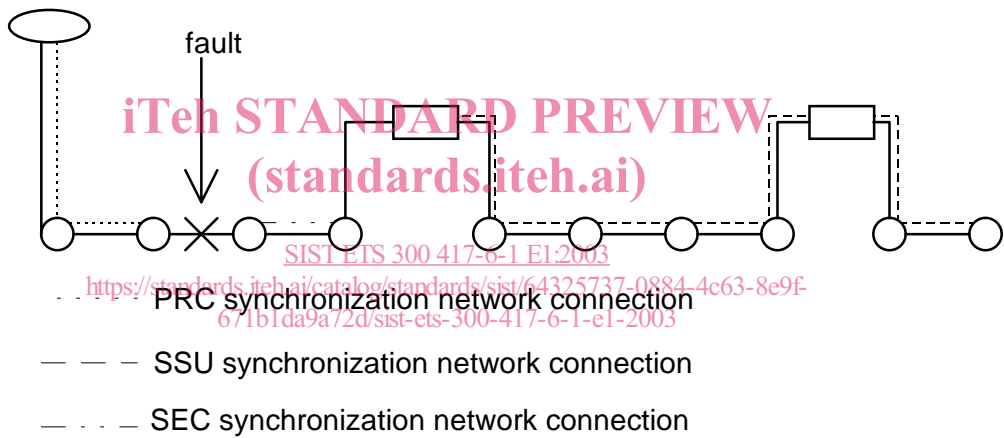 fault
iTeh STANDARD PREVIEW
(standards.iteh.ai)
SIST ETS 300 417-6-1 E1:2003
https://standards.iteh.ai/catalog/standards/sist/64325737-0884-4c63-8e9f-
PRC synchronization network connection
671b1da9a72d/sist-ets-300-417-6-1-e1-2003
SSU synchronization network connection
SEC synchronization network connection